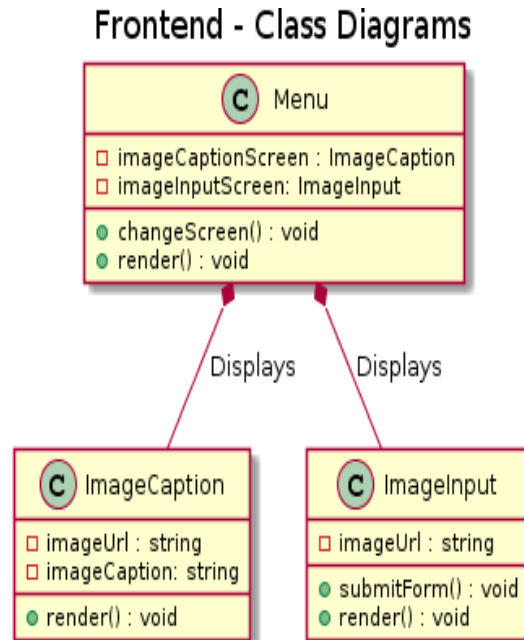 Frontend - Class Diagrams
C Menu
imageCaptionScreen : ImageCaption
imageInputScreen: ImageInput
changeScreen() : void
render() : void
Displays
Displays
C ImageCaption
imageUrl : string
imageCaption: string
render() : void
C ImageInput
imageUrl : string
submitForm() : void
render() : void